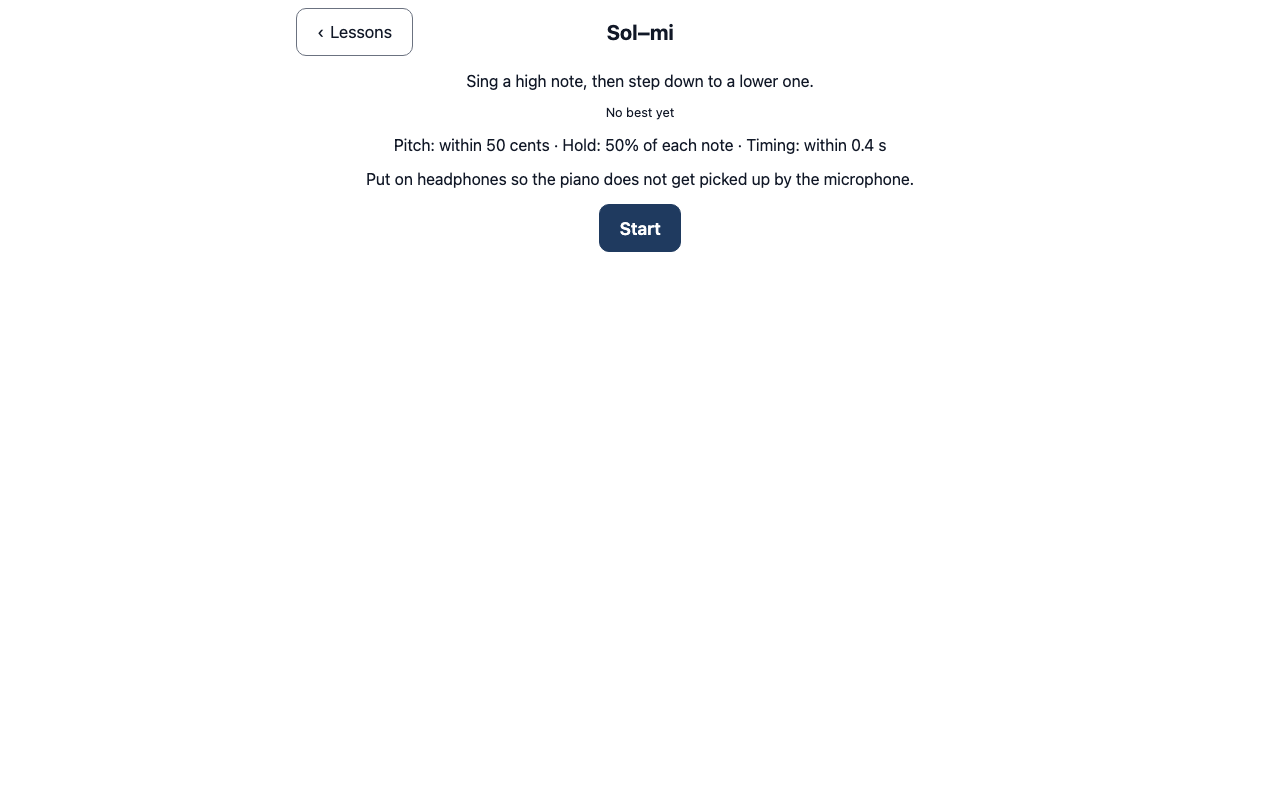 ‹ Lessons
Sol–mi
Sing a high note, then step down to a lower one.
No best yet
Pitch: within 50 cents · Hold: 50% of each note · Timing: within 0.4 s
Put on headphones so the piano does not get picked up by the microphone.
Start